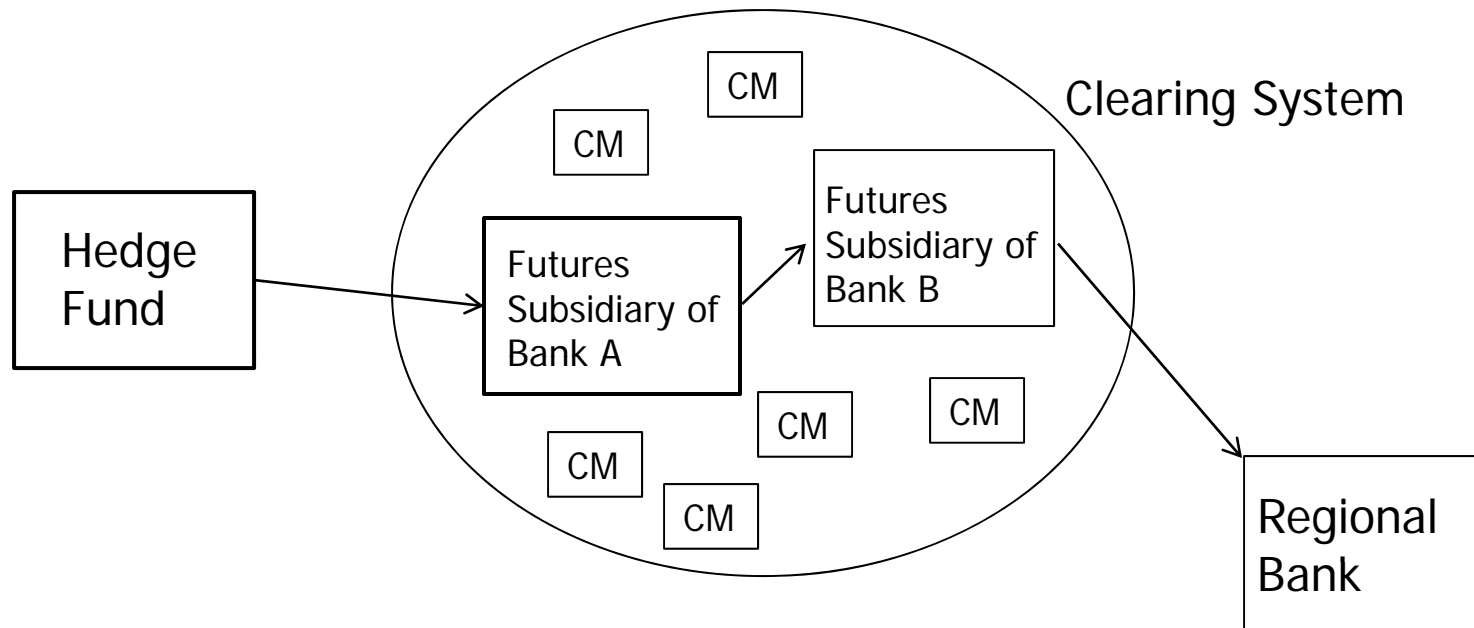 CM
Clearing System
CM
Hedge
Fund
Futures
Subsidiary of
Bank A
Futures
Subsidiary of
Bank B
CM
CM
CM
CM
Regional
Bank